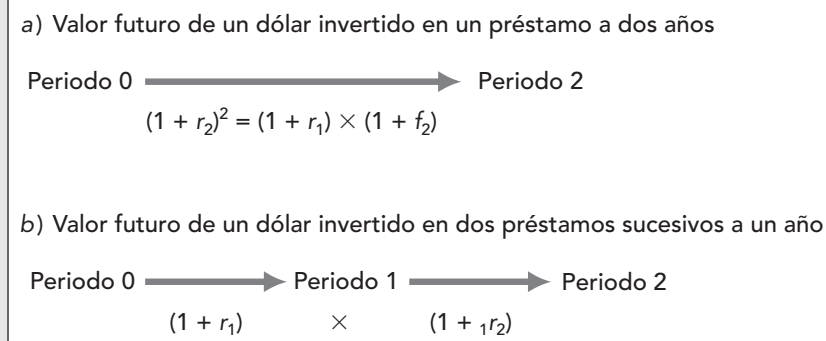 a) Valor futuro de un dólar invertido en un préstamo a dos años
Periodo 0 Periodo 2
(1 + r₂)² = (1 + r₁) × (1 + f₂)
b) Valor futuro de un dólar invertido en dos préstamos sucesivos a un año
Periodo 0 Periodo 1 Periodo 2
(1 + r₁) × (1 + ₁r₂)